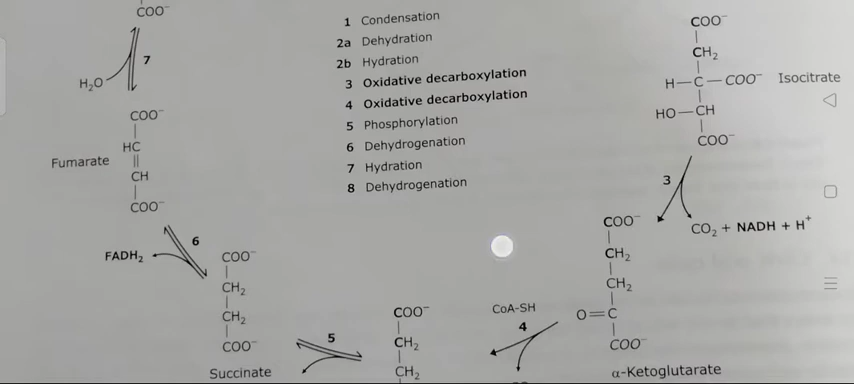 COO⁻
7
H₂O
COO⁻
HC
Fumarate
CH
COO⁻
6
FADH₂
COO⁻
CH₂
CH₂
COO⁻
Succinate
5
1 Condensation
2a Dehydration
2b Hydration
3 Oxidative decarboxylation
4 Oxidative decarboxylation
5 Phosphorylation
6 Dehydrogenation
7 Hydration
8 Dehydrogenation
COO⁻
CH₂
H—C—COO⁻ Isocitrate
HO—CH
COO⁻
3
CO₂ + NADH + H⁺
COO⁻
CH₂
CH₂
O=C
COO⁻
α-Ketoglutarate
CoA-SH
4
COO⁻
CH₂
CH₂